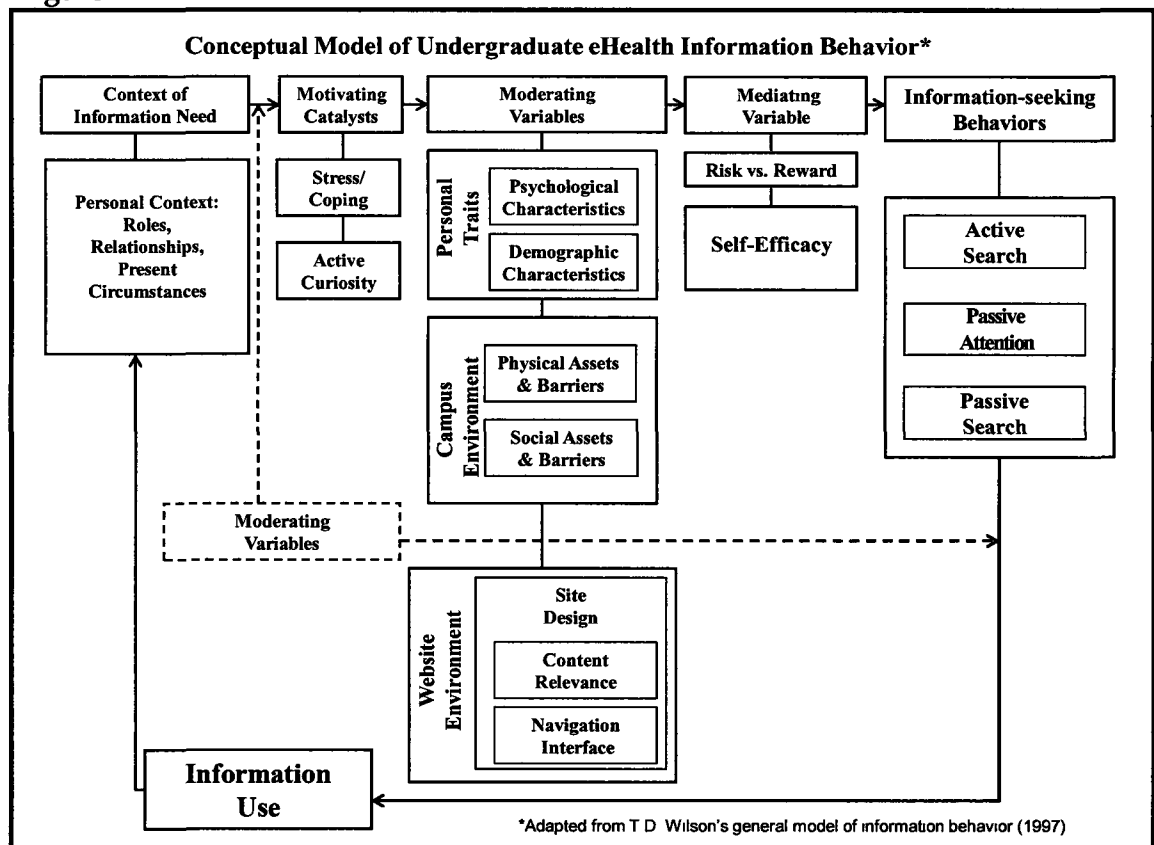 Conceptual Model of Undergraduate eHealth Information Behavior*
Context of
Information Need
Motivating
Catalysts
Moderating
Variables
Mediating
Variable
Information-seeking
Behaviors
Personal Context:
Roles,
Relationships,
Present
Circumstances
Stress/
Coping
Active
Curiosity
Personal
Traits
Psychological
Characteristics
Demographic
Characteristics
Risk vs. Reward
Self-Efficacy
Active
Search
Passive
Attention
Passive
Search
Campus
Environment
Physical Assets
& Barriers
Social Assets
& Barriers
Moderating
Variables
Website
Environment
Site
Design
Content
Relevance
Navigation
Interface
Information
Use
*Adapted from T D Wilson's general model of information behavior (1997)